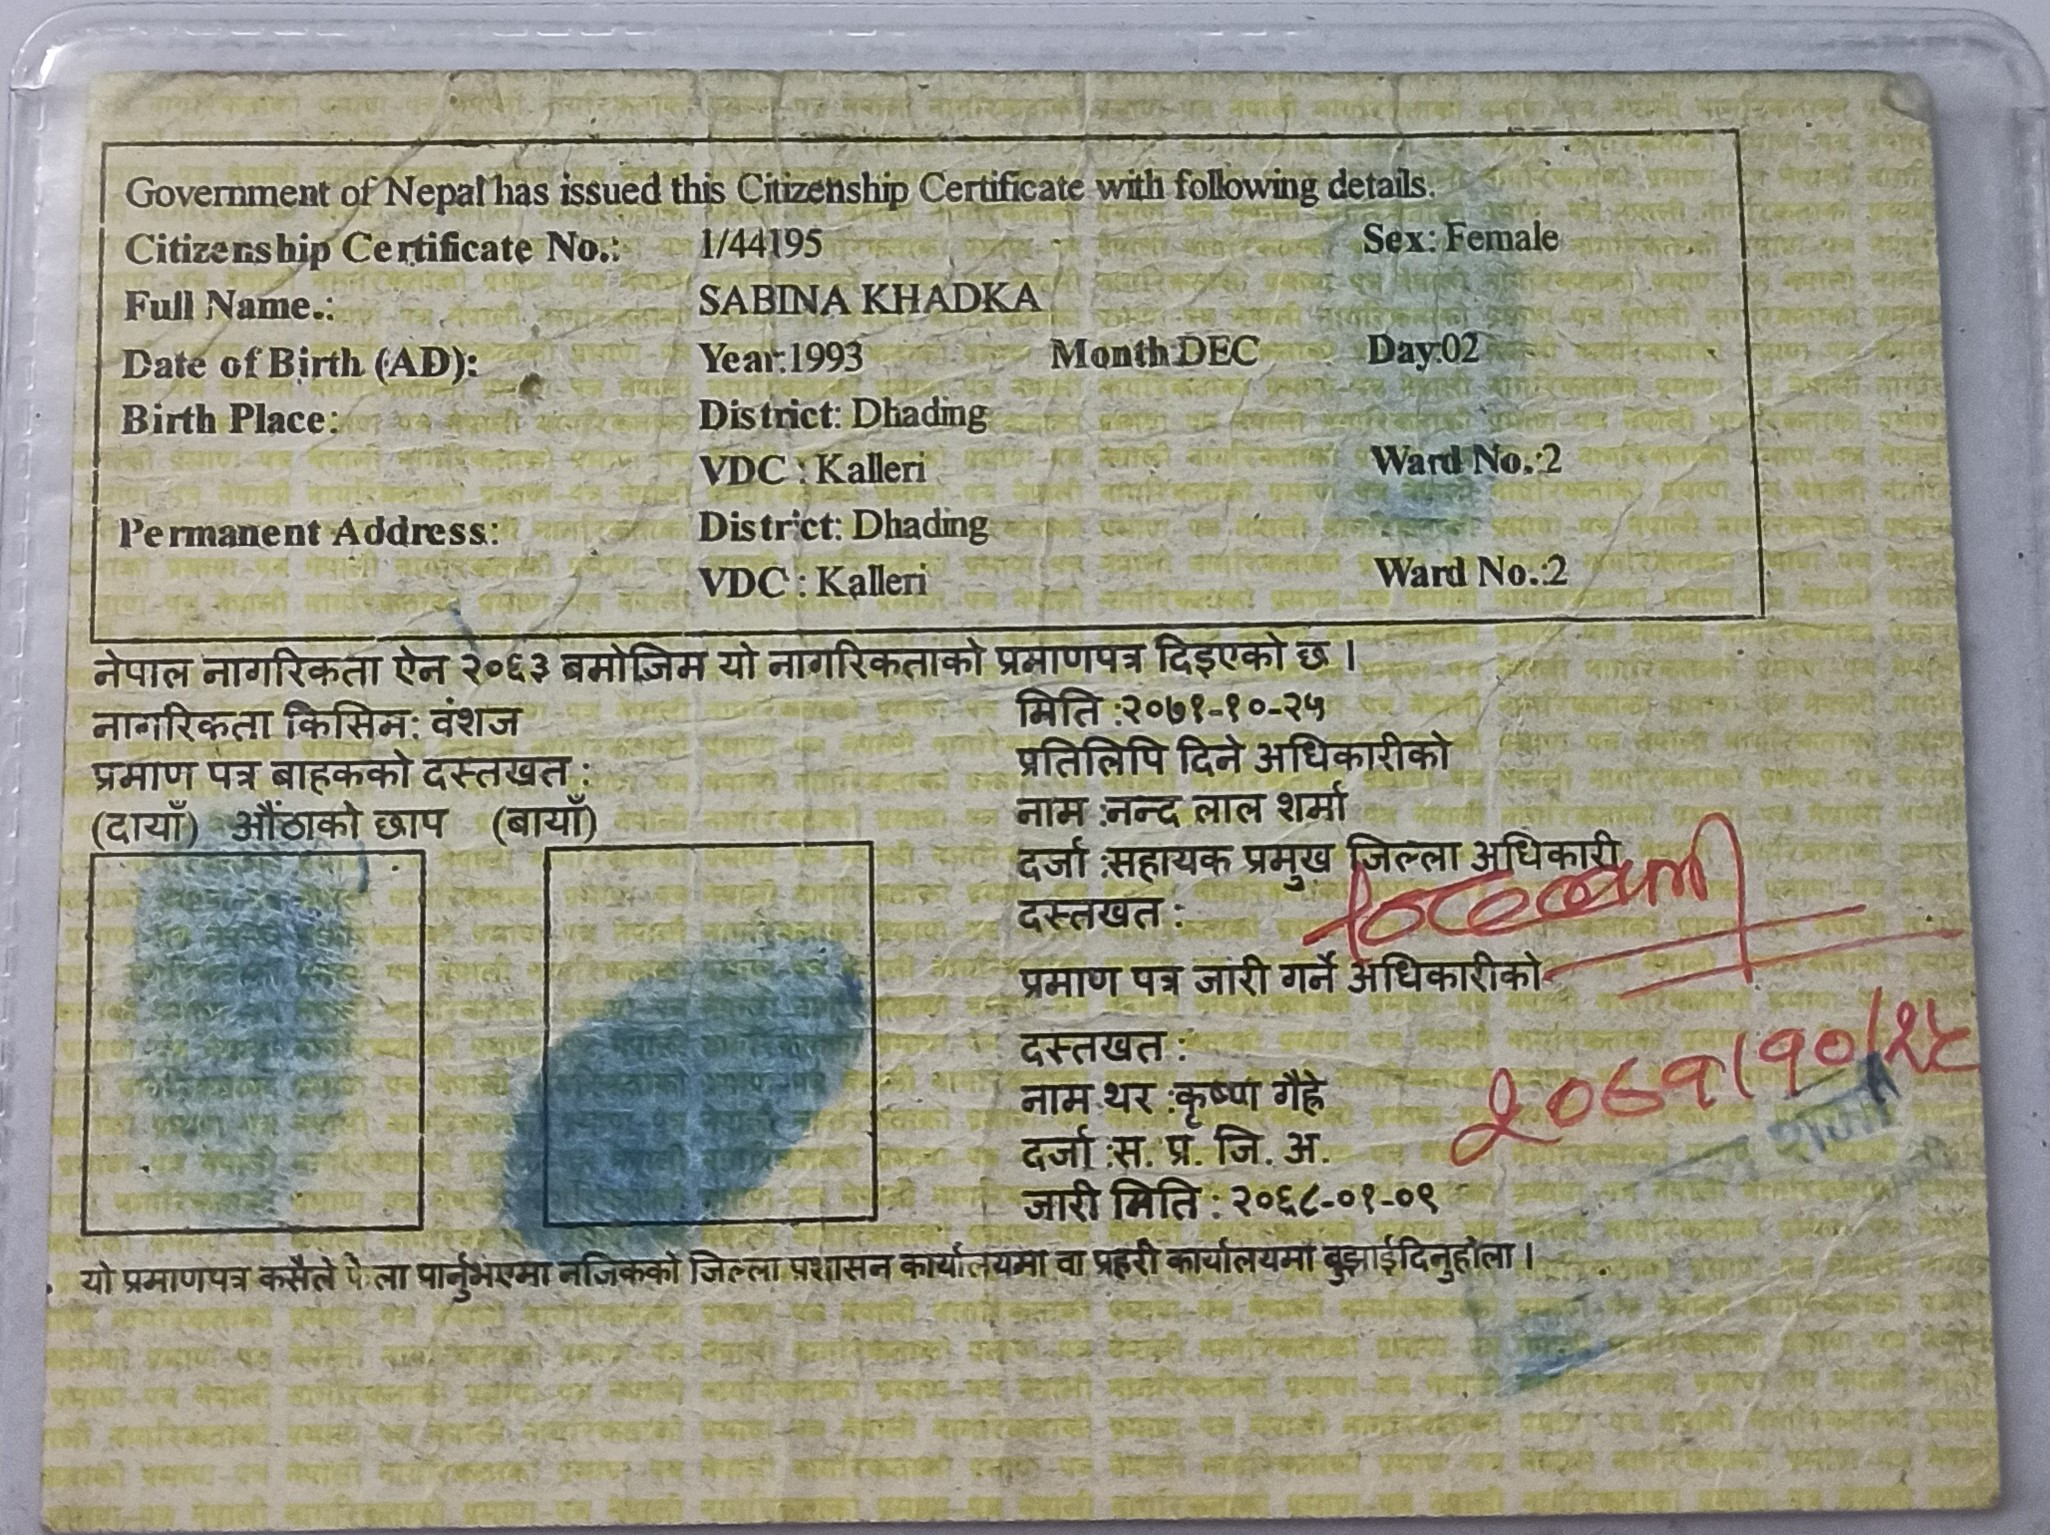 Government of Nepal has issued this Citizenship Certificate with following details.
Citizenship Certificate No.: 1/44195 Sex: Female
Full Name.: SABINA KHADKA
Date of Birth (AD): Year:1993 Month:DEC Day:02
Birth Place: District: Dhading
VDC : Kalleri Ward No.:2
Permanent Address: District: Dhading
VDC : Kalleri Ward No.:2
नेपाल नागरिकता ऐन २०६३ बमोजिम यो नागरिकताको प्रमाणपत्र दिइएको छ ।
नागरिकता किसिम: वंशज
प्रमाण पत्र बाहकको दस्तखत :
(दायाँ) औंठाको छाप (बायाँ)
मिति :२०७१-१०-२५
प्रतिलिपि दिने अधिकारीको
नाम :नन्द लाल शर्मा
दर्जा :सहायक प्रमुख जिल्ला अधिकारी
दस्तखत :
प्रमाण पत्र जारी गर्ने अधिकारीको
दस्तखत :
२०७१/१०/२५
नाम थर :कृष्ण गैह्रे
दर्जा :स. प्र. जि. अ.
जारी मिति : २०६८-०१-०९
यो प्रमाणपत्र कसैले फेला पार्नुभएमा नजिकको जिल्ला प्रशासन कार्यालयमा वा प्रहरी कार्यालयमा बुझाईदिनुहोला ।